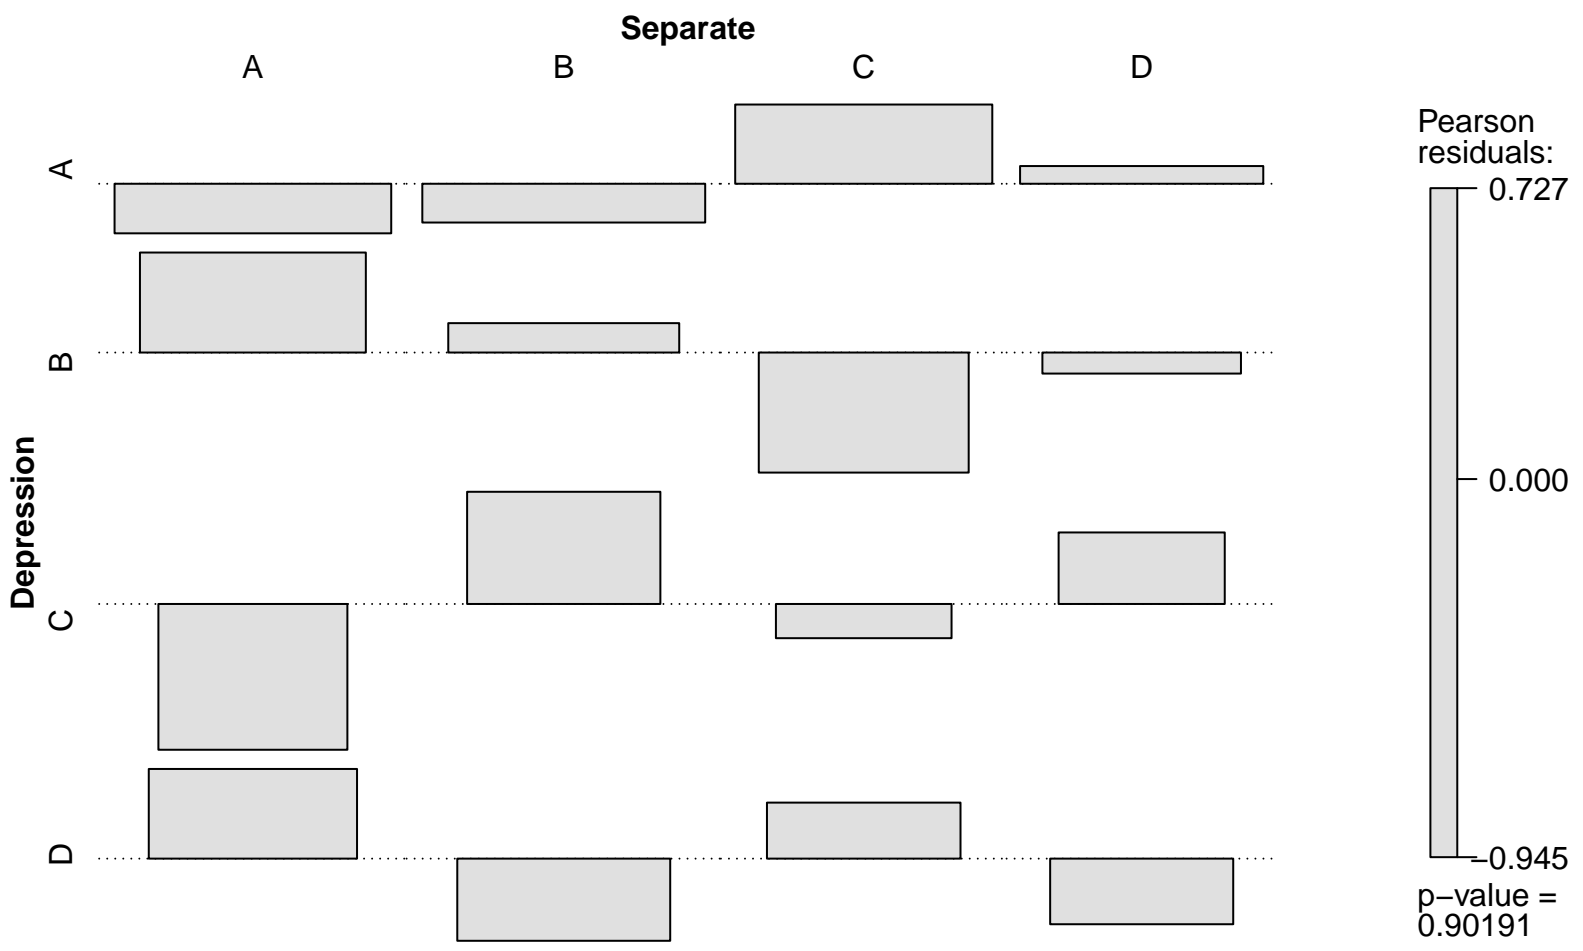 Separate
A B C D
Depression
A
B
C
D
Pearson
residuals:
0.727
0.000
−0.945
p−value =
0.90191